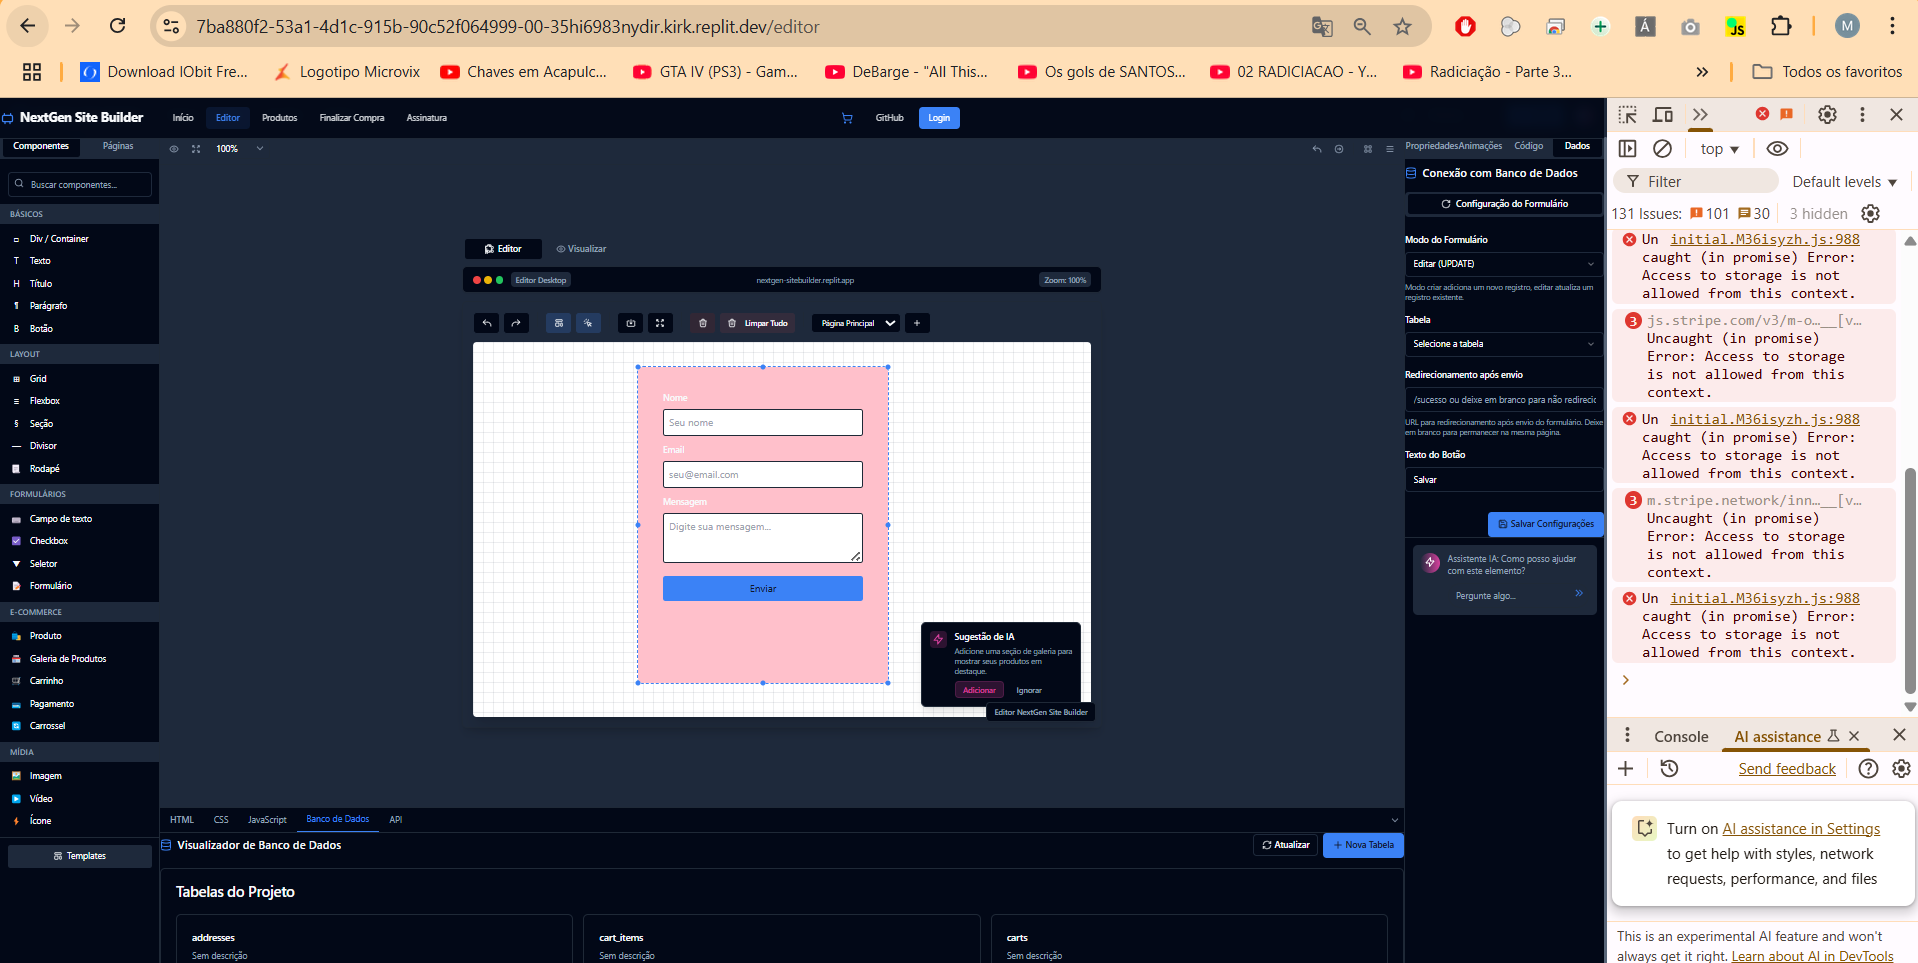 7ba880f2-53a1-4d1c-915b-90c52f064999-00-35hi6983nydir.kirk.replit.dev/editor
Á
JS
M
Download IObit Fre...
Logotipo Microvix
Chaves em Acapulc...
GTA IV (PS3) - Gam...
DeBarge - "All This...
Os gols de SANTOS...
02 RADICIACAO - Y...
Radiciação - Parte 3...
Todos os favoritos
NextGen Site Builder
Início
Editor
Produtos
Finalizar Compra
Assinatura
GitHub
Login
Componentes
Páginas
Buscar componentes...
BÁSICOS
Div / Container
T Texto
H Título
¶ Parágrafo
B Botão
LAYOUT
Grid
Flexbox
§ Seção
Divisor
Rodapé
FORMULÁRIOS
Campo de texto
Checkbox
Seletor
Formulário
E-COMMERCE
Produto
Galeria de Produtos
Carrinho
Pagamento
Carrossel
MÍDIA
Imagem
Vídeo
Ícone
Templates
100%
Editor
Visualizar
Editor Desktop
nextgen-sitebuilder.replit.app
Zoom: 100%
Limpar Tudo
Página Principal
+
Nome
Seu nome
Email
seu@email.com
Mensagem
Digite sua mensagem...
Enviar
Sugestão de IA
Adicione uma seção de galeria para
mostrar seus produtos em
destaque.
Adicionar
Ignorar
Editor NextGen Site Builder
HTML
CSS
JavaScript
Banco de Dados
API
Visualizador de Banco de Dados
Atualizar
+ Nova Tabela
Tabelas do Projeto
addresses
Sem descrição
cart_items
Sem descrição
carts
Sem descrição
Propriedades
Animações
Código
Dados
Conexão com Banco de Dados
Configuração do Formulário
Modo do Formulário
Editar (UPDATE)
Modo criar adiciona um novo registro, editar atualiza um
registro existente.
Tabela
Selecione a tabela
Redirecionamento após envio
/sucesso ou deixe em branco para não redirecio
URL para redirecionamento após envio do formulário. Deixe
em branco para permanecer na mesma página.
Texto do Botão
Salvar
Salvar Configurações
Assistente IA: Como posso ajudar
com este elemento?
Pergunte algo...
top
Filter
Default levels
131 Issues: 101 30
3 hidden
Un initial.M36isyzh.js:988
caught (in promise) Error:
Access to storage is not
allowed from this context.
3 js.stripe.com/v3/m-o…__[v…
Uncaught (in promise)
Error: Access to storage
is not allowed from this
context.
Un initial.M36isyzh.js:988
caught (in promise) Error:
Access to storage is not
allowed from this context.
3 m.stripe.network/inn…__[v…
Uncaught (in promise)
Error: Access to storage
is not allowed from this
context.
Un initial.M36isyzh.js:988
caught (in promise) Error:
Access to storage is not
allowed from this context.
Console
AI assistance
Send feedback
Turn on AI assistance in Settings
to get help with styles, network
requests, performance, and files
This is an experimental AI feature and won't
always get it right. Learn about AI in DevTools